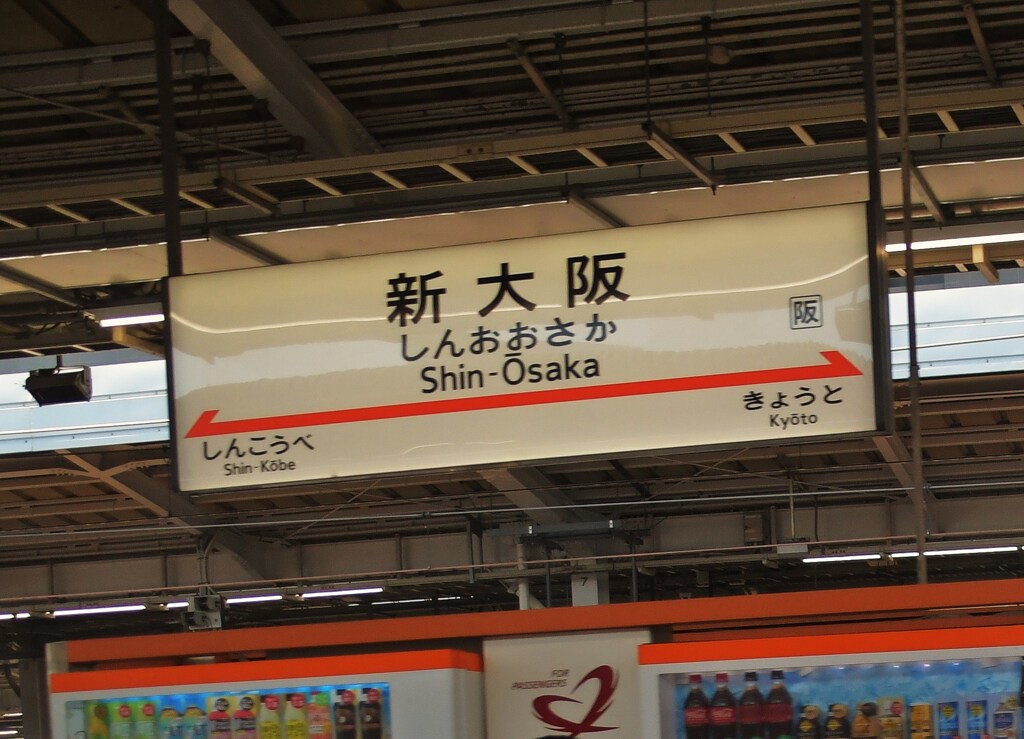 新大阪
しんおおさか
Shin-Ōsaka
阪
しんこうべ
Shin-Kōbe
きょうと
Kyōto
7
FOR
PASSENGERS